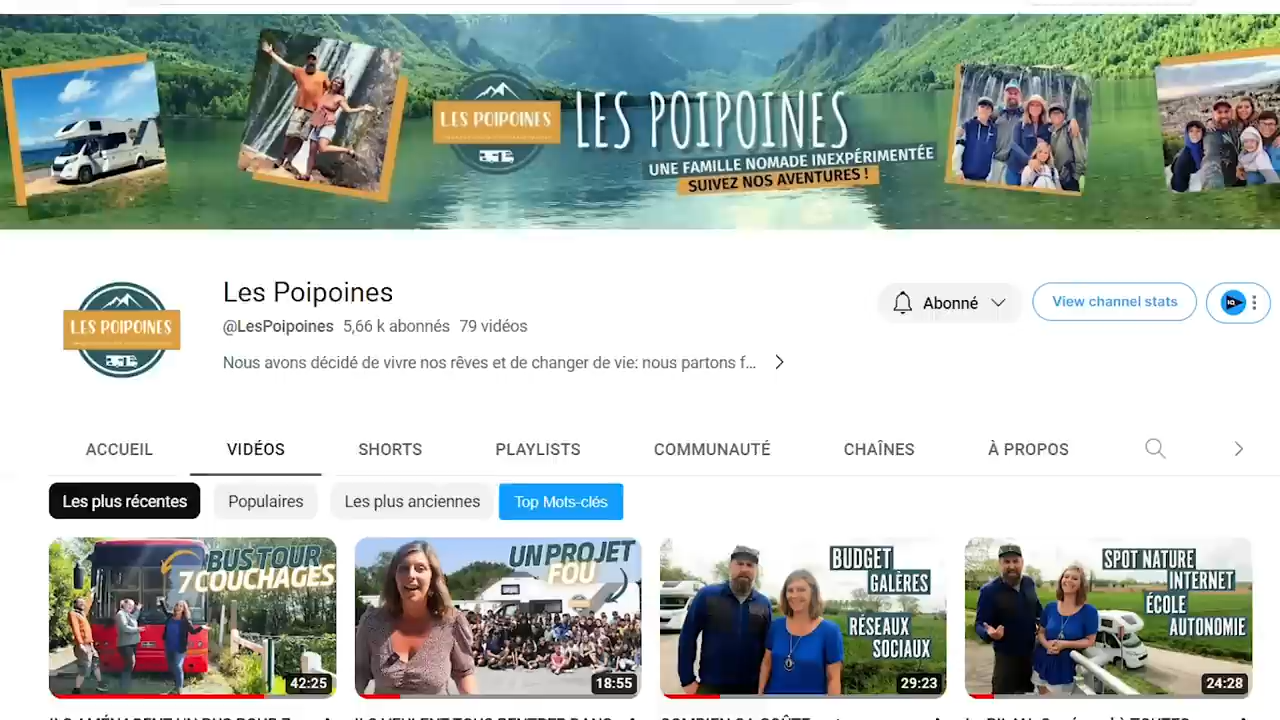 LES POIPOINES
LES POIPOINES
UNE FAMILLE NOMADE INEXPÉRIMENTÉE
SUIVEZ NOS AVENTURES !
LES POIPOINES
Les Poipoines
@LesPoipoines 5,66 k abonnés 79 vidéos
Nous avons décidé de vivre nos rêves et de changer de vie: nous partons f...
Abonné
View channel stats
ACCUEIL VIDÉOS SHORTS PLAYLISTS COMMUNAUTÉ CHAÎNES À PROPOS
Les plus récentes Populaires Les plus anciennes Top Mots-clés
BUS TOUR
7 COUCHAGES
42:25
UN PROJET
FOU
18:55
BUDGET
GALÈRES
RÉSEAUX
SOCIAUX
29:23
SPOT NATURE
INTERNET
ÉCOLE
AUTONOMIE
24:28